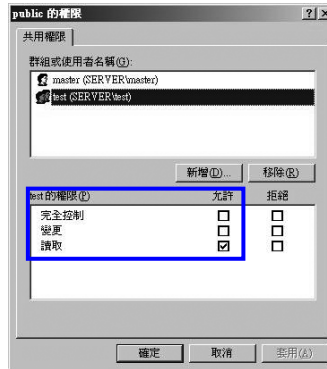 public 的權限
共用權限
群組或使用者名稱(G):
master (SERVER\master)
test (SERVER\test)
新增(D)... 移除(R)
test 的權限(P) 允許 拒絕
完全控制
變更
讀取
確定 取消 套用(A)